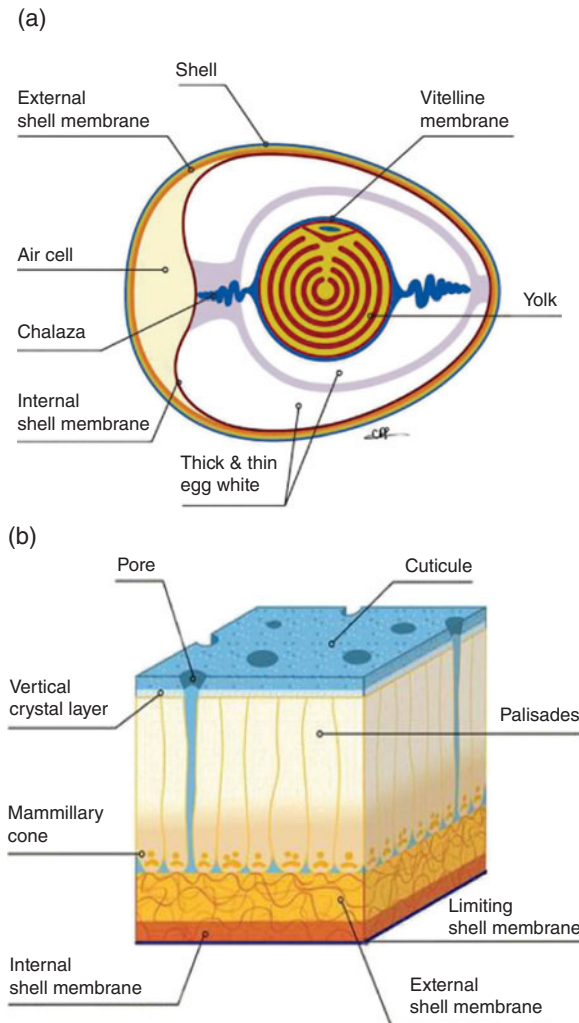 (a)
Shell
External
shell membrane
Vitelline
membrane
Air cell
Chalaza
Yolk
Internal
shell membrane
Thick & thin
egg white
(b)
Pore
Cuticule
Vertical
crystal layer
Palisades
Mammillary
cone
Limiting
shell membrane
Internal
shell membrane
External
shell membrane